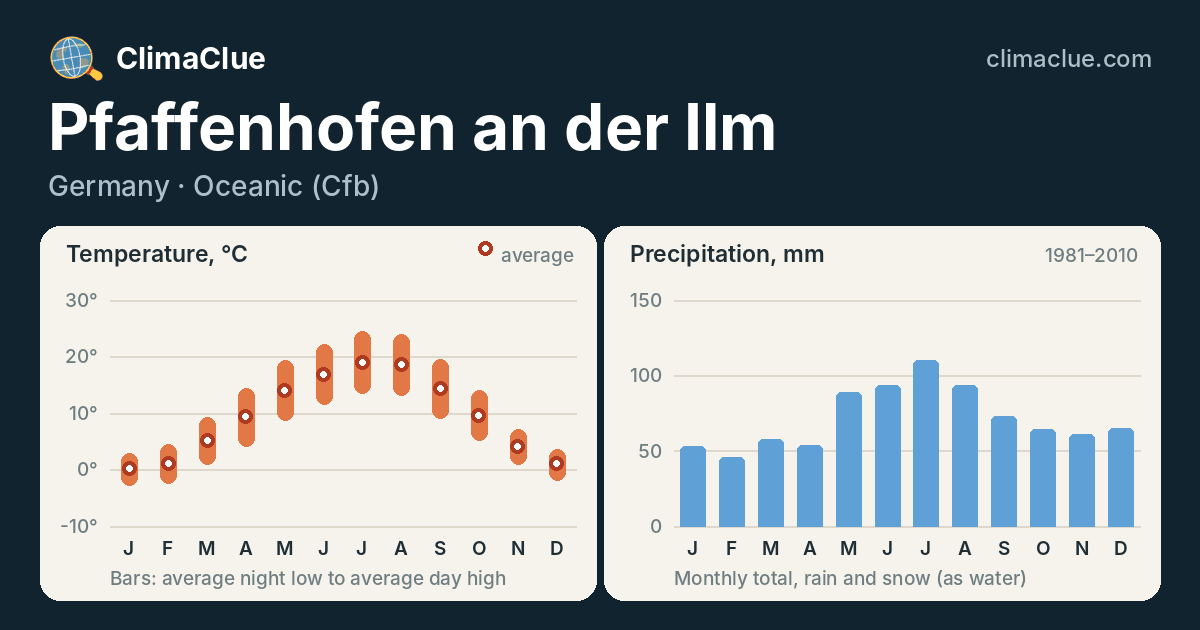 ClimaClue
climaclue.com
Pfaffenhofen an der Ilm
Germany · Oceanic (Cfb)
Temperature, °C
average
30°
20°
10°
0°
-10°
J F M A M J J A S O N D
Bars: average night low to average day high
Precipitation, mm
1981–2010
150
100
50
0
J F M A M J J A S O N D
Monthly total, rain and snow (as water)